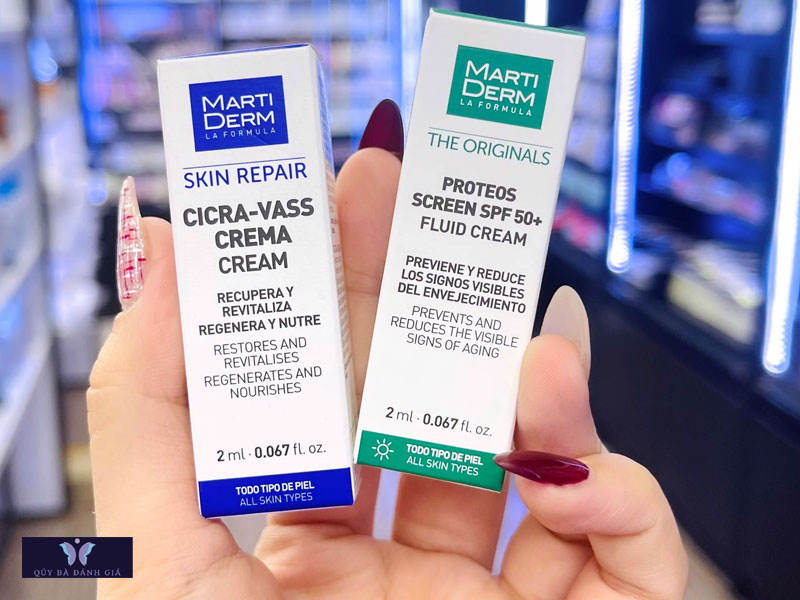 MARTI
DERM
LA FORMULA
SKIN REPAIR
CICRA-VASS
CREMA
CREAM
RECUPERA Y
REVITALIZA
REGENERA Y NUTRE
RESTORES AND
REVITALISES
REGENERATES AND
NOURISHES
2 ml · 0.067 fl. oz.
TODO TIPO DE PIEL
ALL SKIN TYPES
MARTI
DERM
LA FORMULA
THE ORIGINALS
PROTEOS
SCREEN SPF 50+
FLUID CREAM
PREVIENE Y REDUCE
LOS SIGNOS VISIBLES
DEL ENVEJECIMIENTO
PREVENTS AND
REDUCES THE VISIBLE
SIGNS OF AGING
2 ml · 0.067 fl. oz.
TODO TIPO DE PIEL
ALL SKIN TYPES
QÚY BÀ ĐÁNH GIÁ